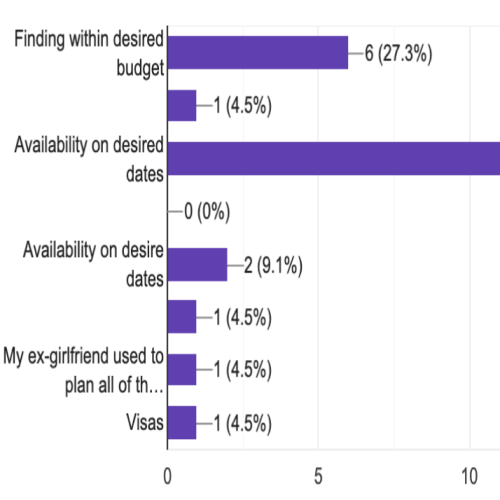 Finding within desired
budget
6 (27.3%)
1 (4.5%)
Availability on desired
dates
0 (0%)
Availability on desire
dates
2 (9.1%)
1 (4.5%)
My ex-girlfriend used to
plan all of th…
1 (4.5%)
Visas
1 (4.5%)
0 5 10